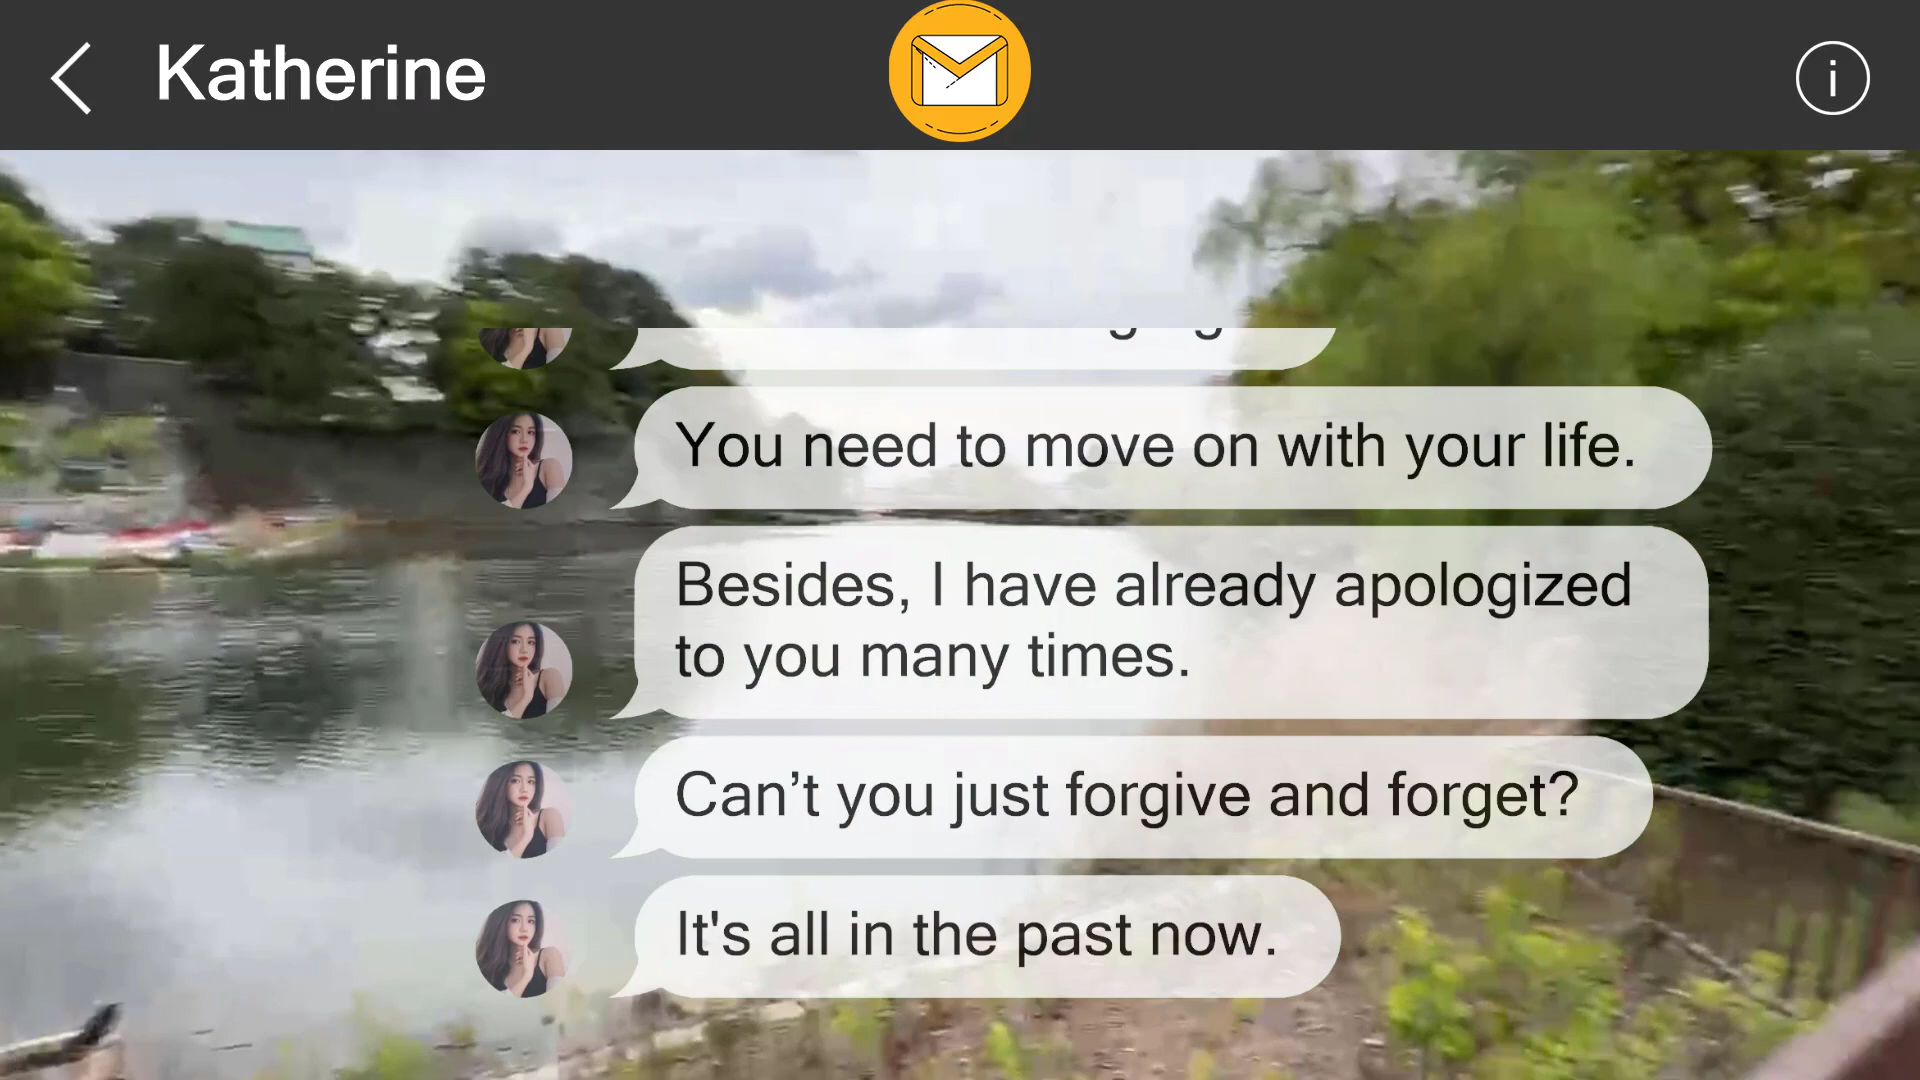 Katherine
You need to move on with your life.
Besides, I have already apologized
to you many times.
Can’t you just forgive and forget?
It's all in the past now.